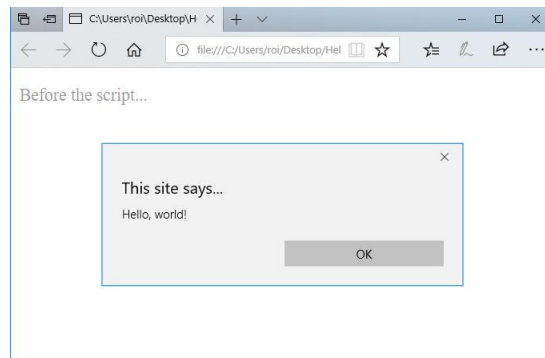 C:\Users\roi\Desktop\H
file:///C:/Users/roi/Desktop/Hel
Before the script...
This site says...
Hello, world!
OK